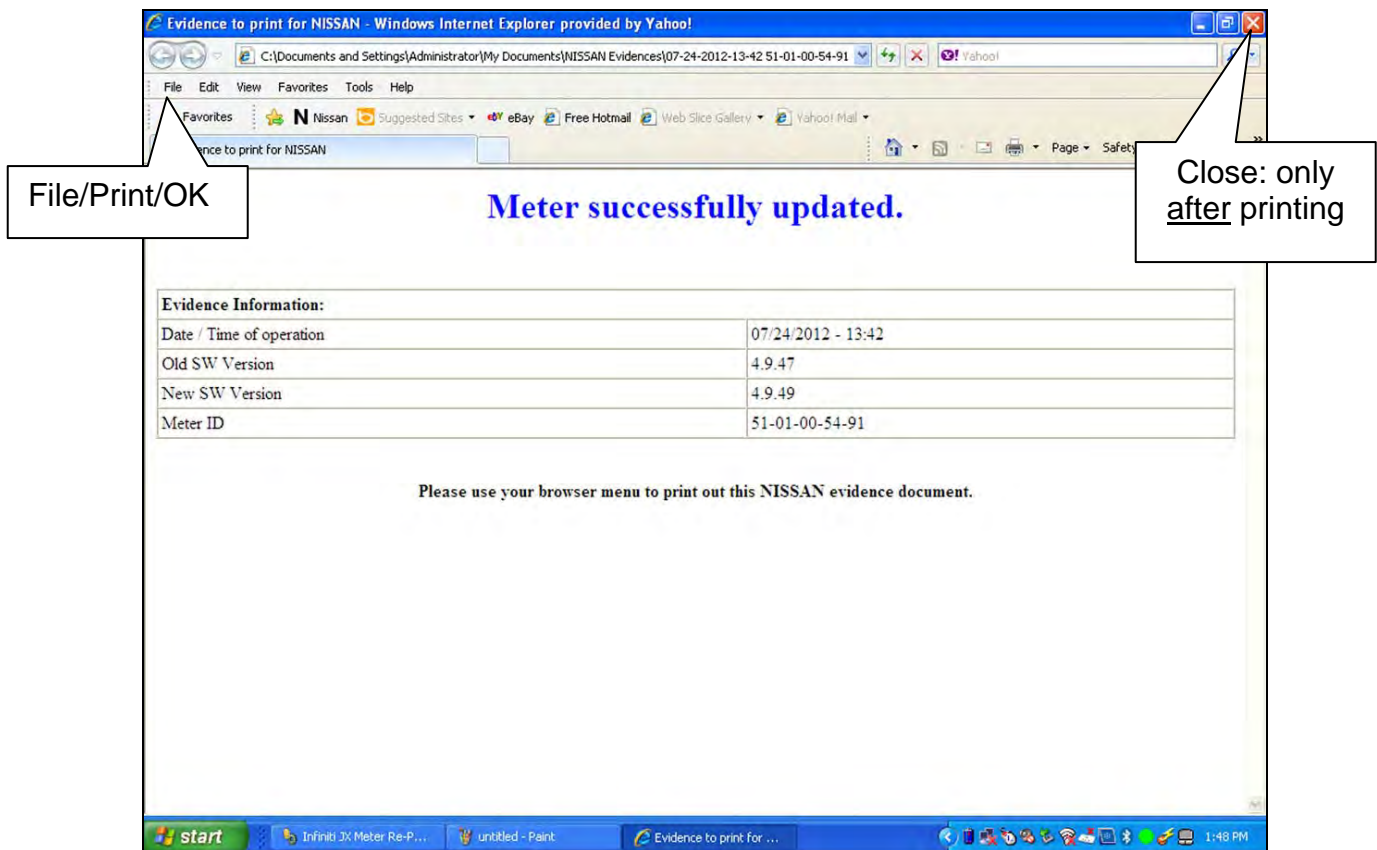 Evidence to print for NISSAN - Windows Internet Explorer provided by Yahoo!
C:\Documents and Settings\Administrator\My Documents\NISSAN Evidences\07-24-2012-13-42 51-01-00-54-91
Yahoo!
File Edit View Favorites Tools Help
Favorites Nissan Suggested Sites eBay Free Hotmail Web Slice Gallery Yahoo! Mail
ence to print for NISSAN
Page Safety
»
File/Print/OK
Close: only
after printing
Meter successfully updated.
Evidence Information:
Date / Time of operation 07/24/2012 - 13:42
Old SW Version 4.9.47
New SW Version 4.9.49
Meter ID 51-01-00-54-91
Please use your browser menu to print out this NISSAN evidence document.
start Infiniti JX Meter Re-P... untitled - Paint Evidence to print for ... 1:48 PM